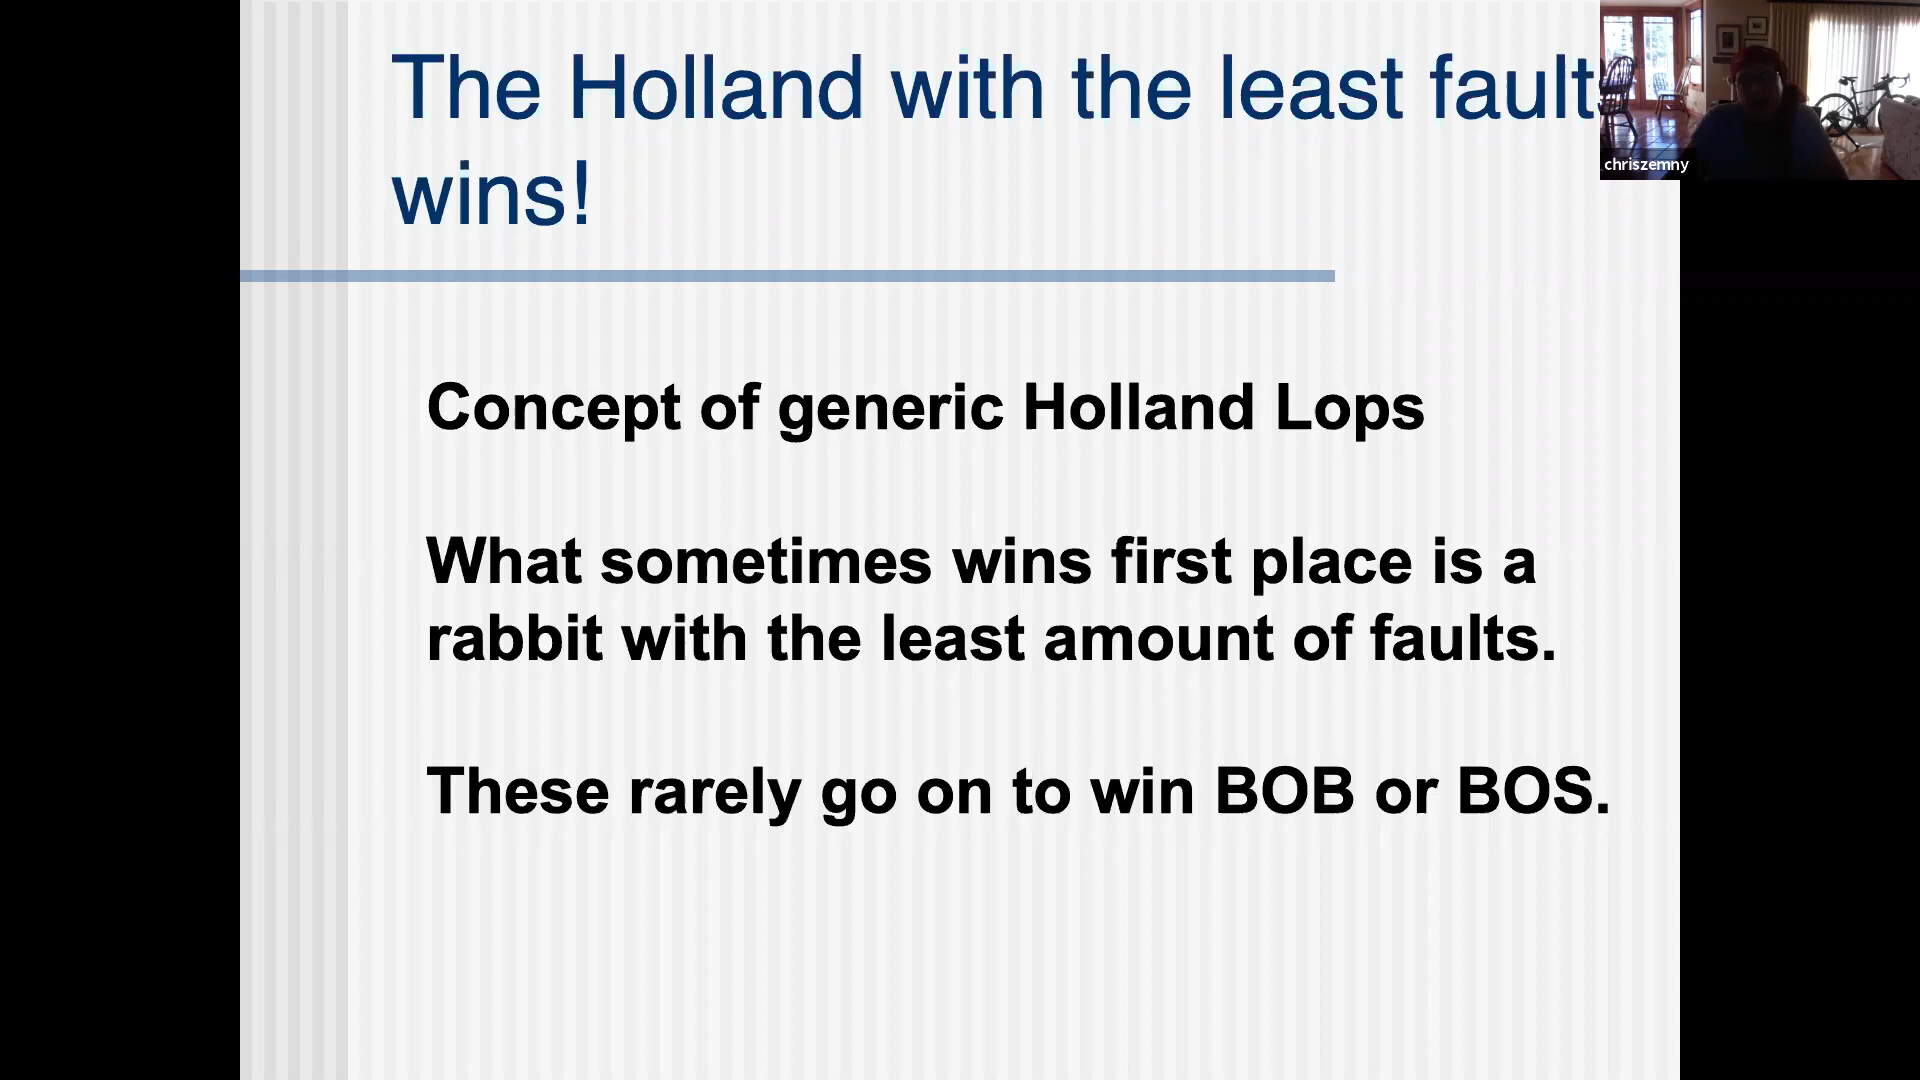 The Holland with the least fault
wins!
chriszemny
Concept of generic Holland Lops
What sometimes wins first place is a
rabbit with the least amount of faults.
These rarely go on to win BOB or BOS.